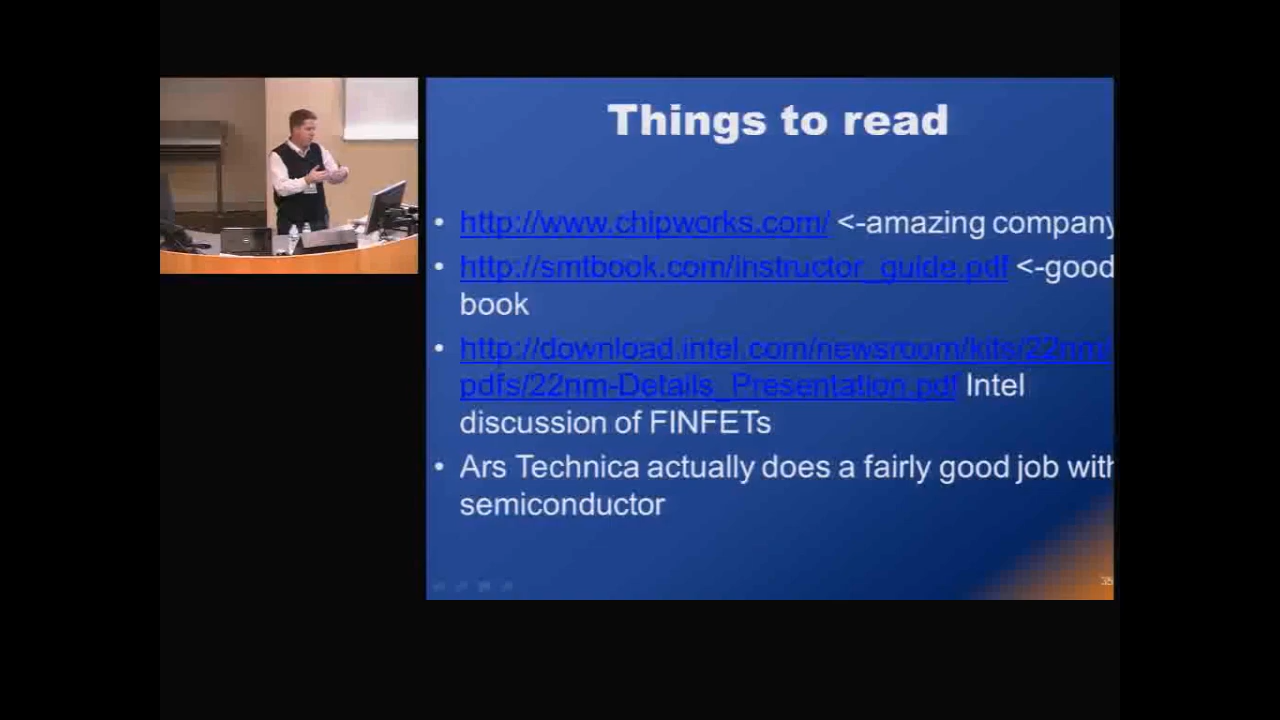 Things to read
• http://www.chipworks.com/ <-amazing company
• http://smtbook.com/instructor_guide.pdf <-good
book
• http://download.intel.com/newsroom/kits/22nm/
pdfs/22nm-Details_Presentation.pdf Intel
discussion of FINFETs
• Ars Technica actually does a fairly good job with
semiconductor